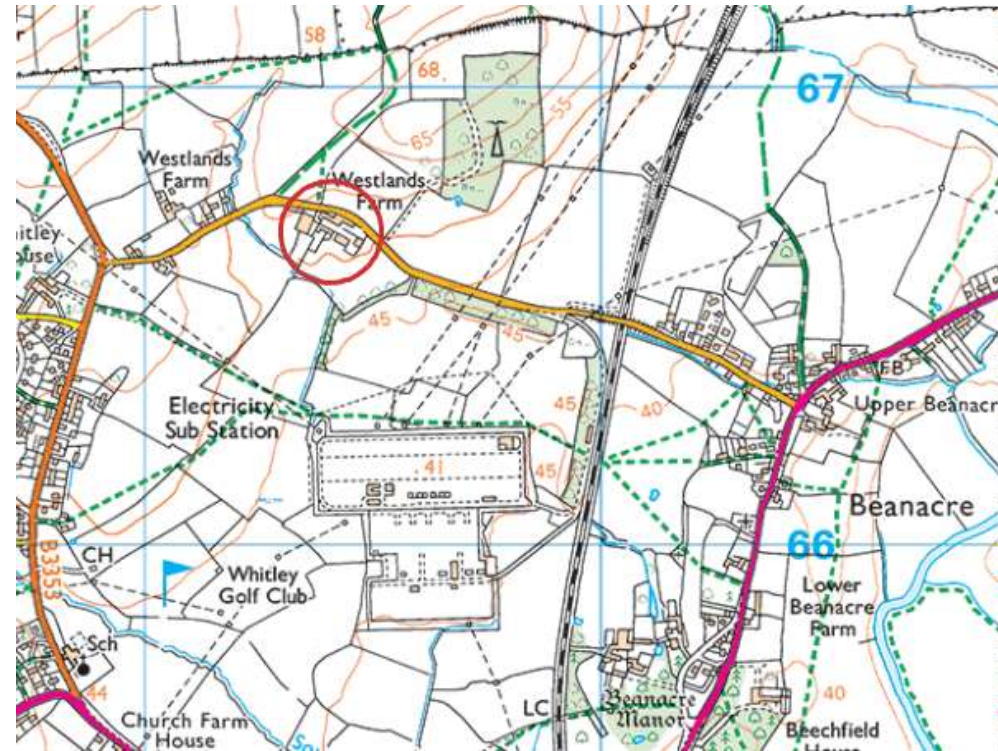 58
68.
67
65
55
Westlands
Farm
Westlands
Farm
45
45
45
40
45
FB
Electricity
Sub Station
.41
Beanacre
66
CH
B3353
Whitley
Golf Club
Lower
Beanacre
Farm
Sch
44
Church Farm
House
LC
Beanacre
Manor
40
Upper
Beechfield